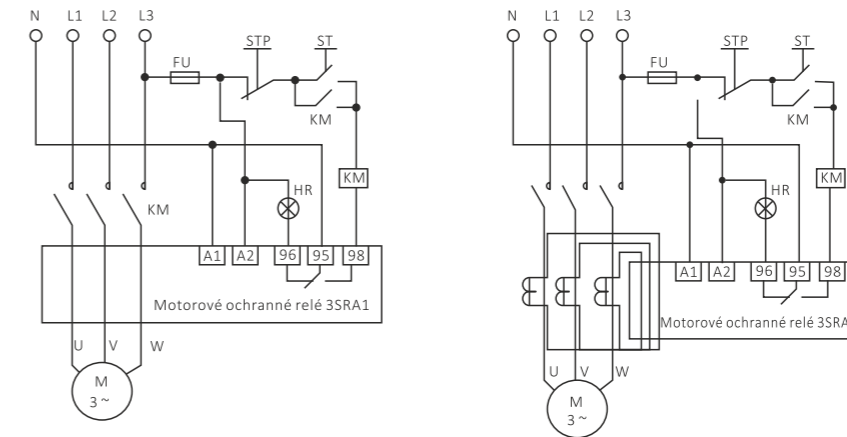 N L1 L2 L3
FU
STP
ST
KM
KM
KM
HR
A1 A2 96 95 98
Motorové ochranné relé 3SRA1
U V W
M
3 ~
N L1 L2 L3
FU
STP
ST
KM
KM
HR
A1 A2 96 95 98
Motorové ochranné relé 3SRA
U V W
M
3 ~